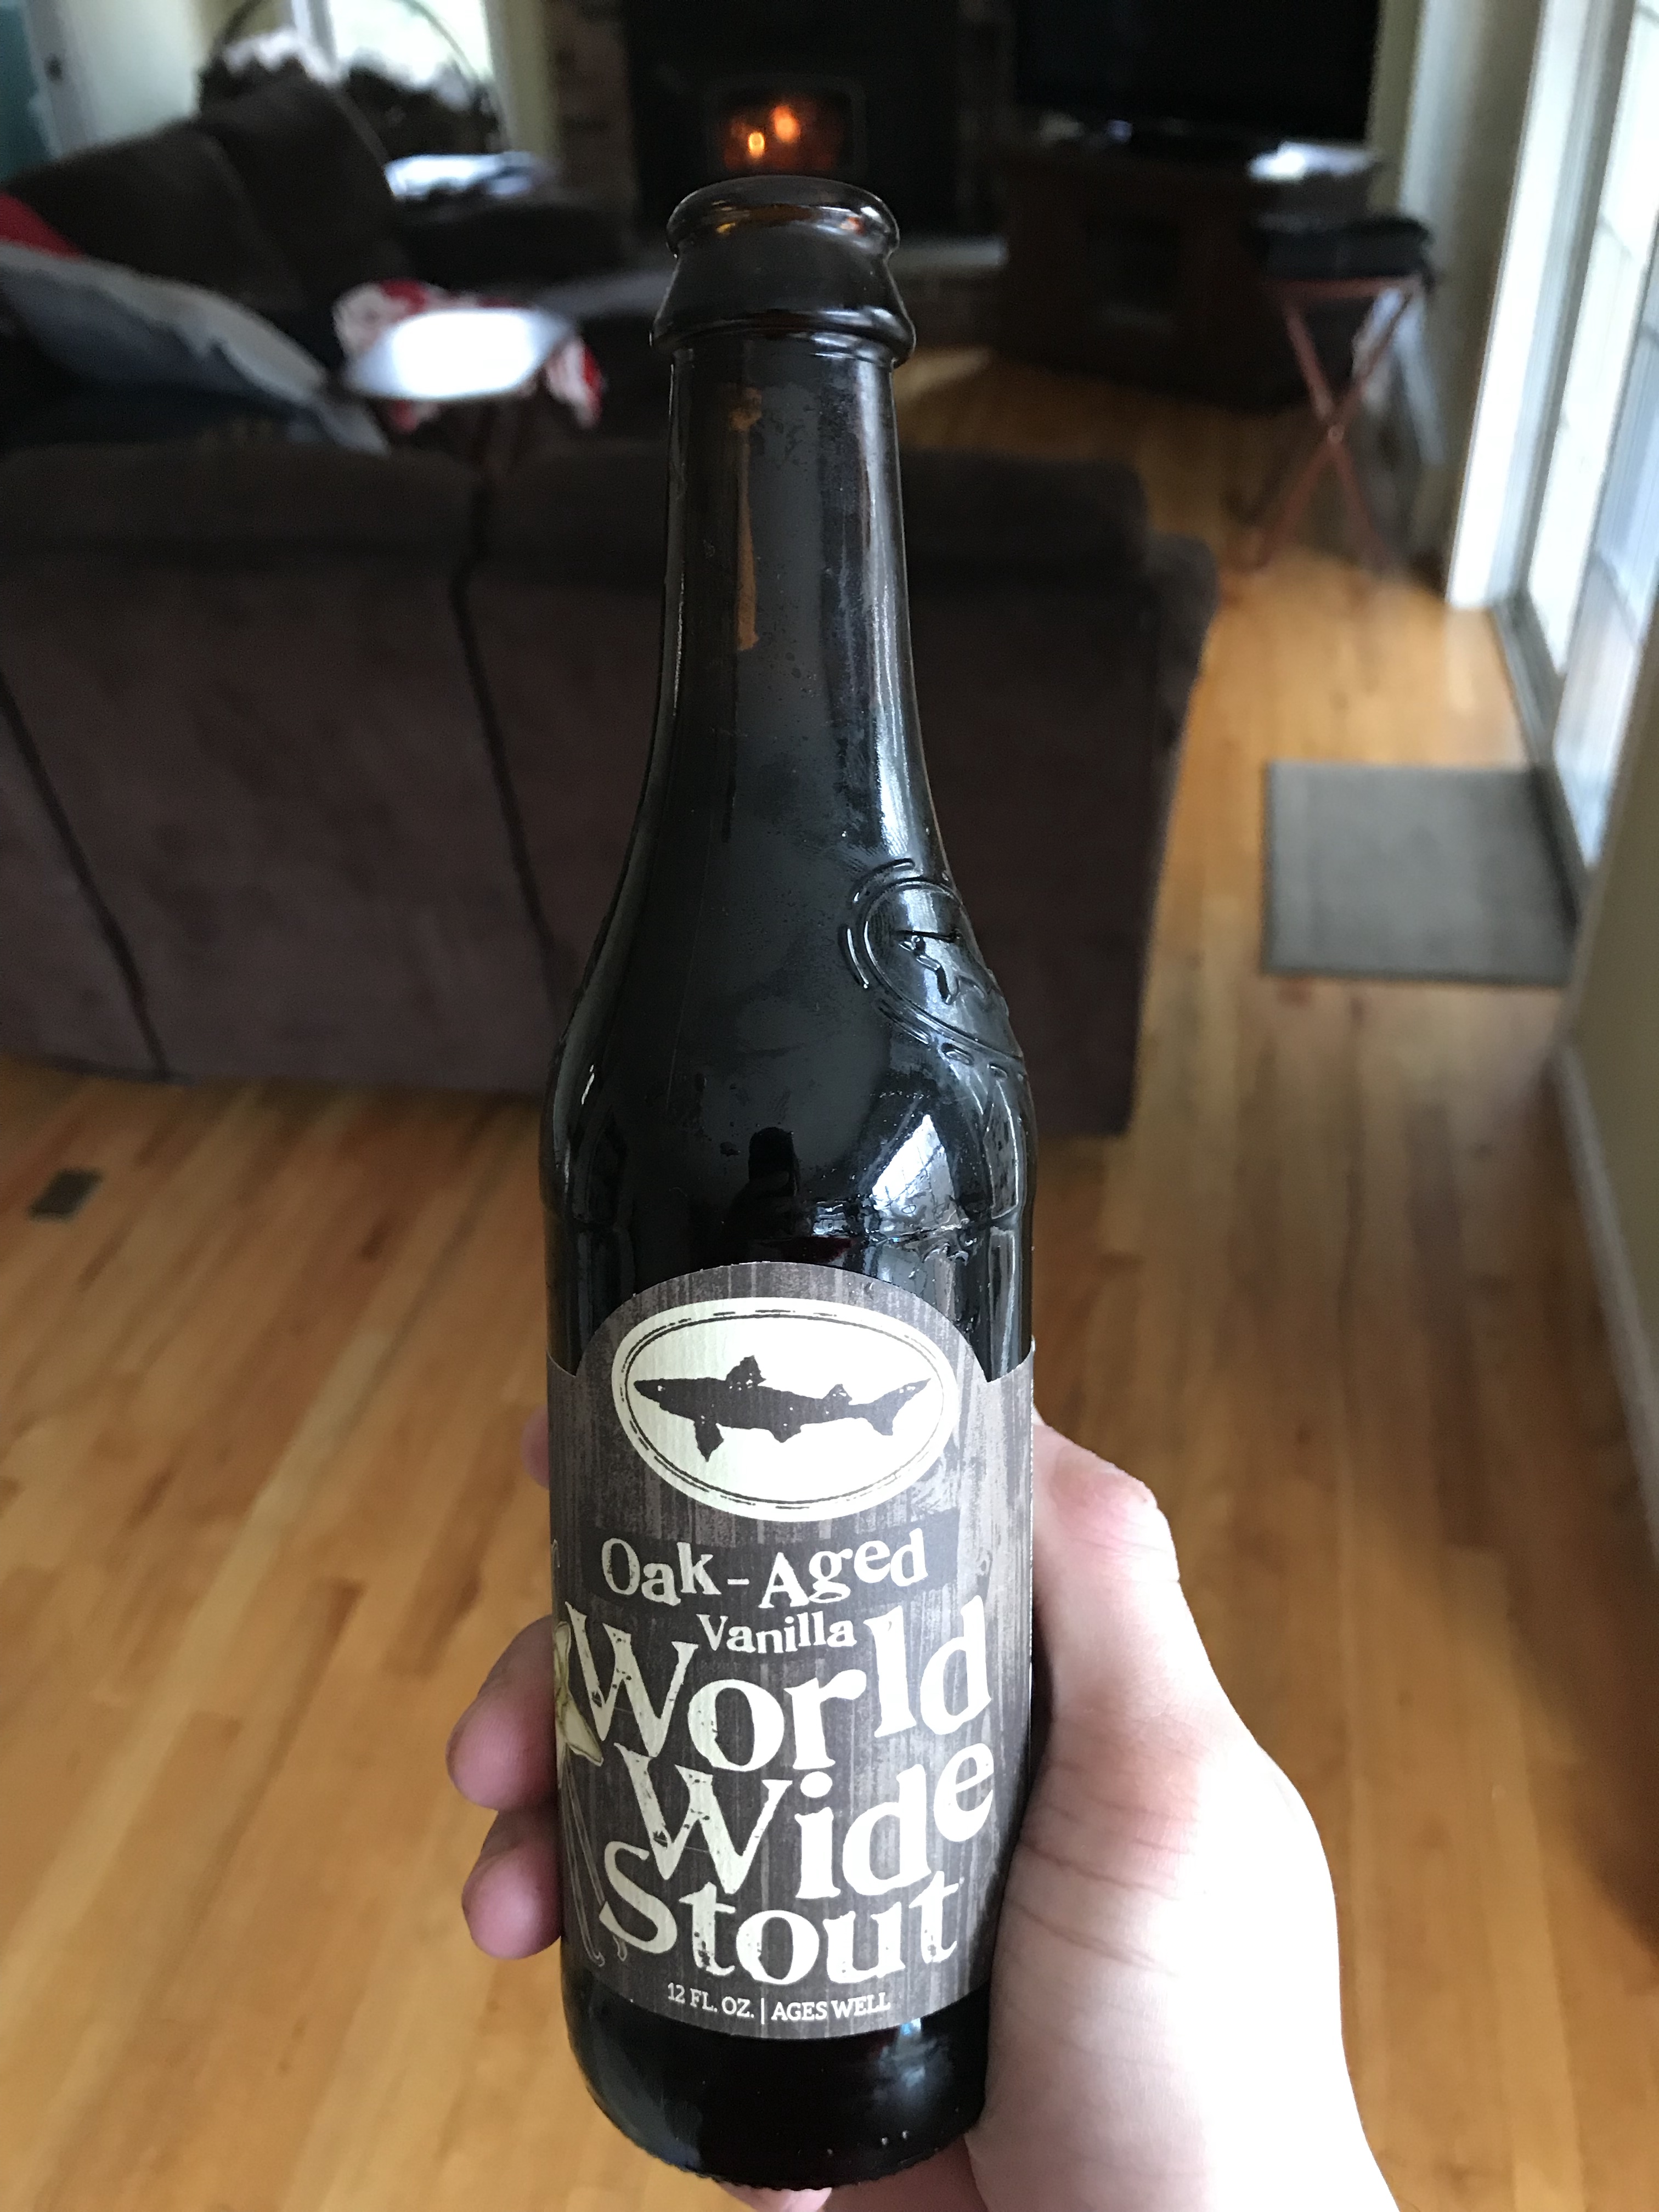 Oak-Aged
Vanilla
World
Wide
Stout
12 FL. OZ. | AGES WELL